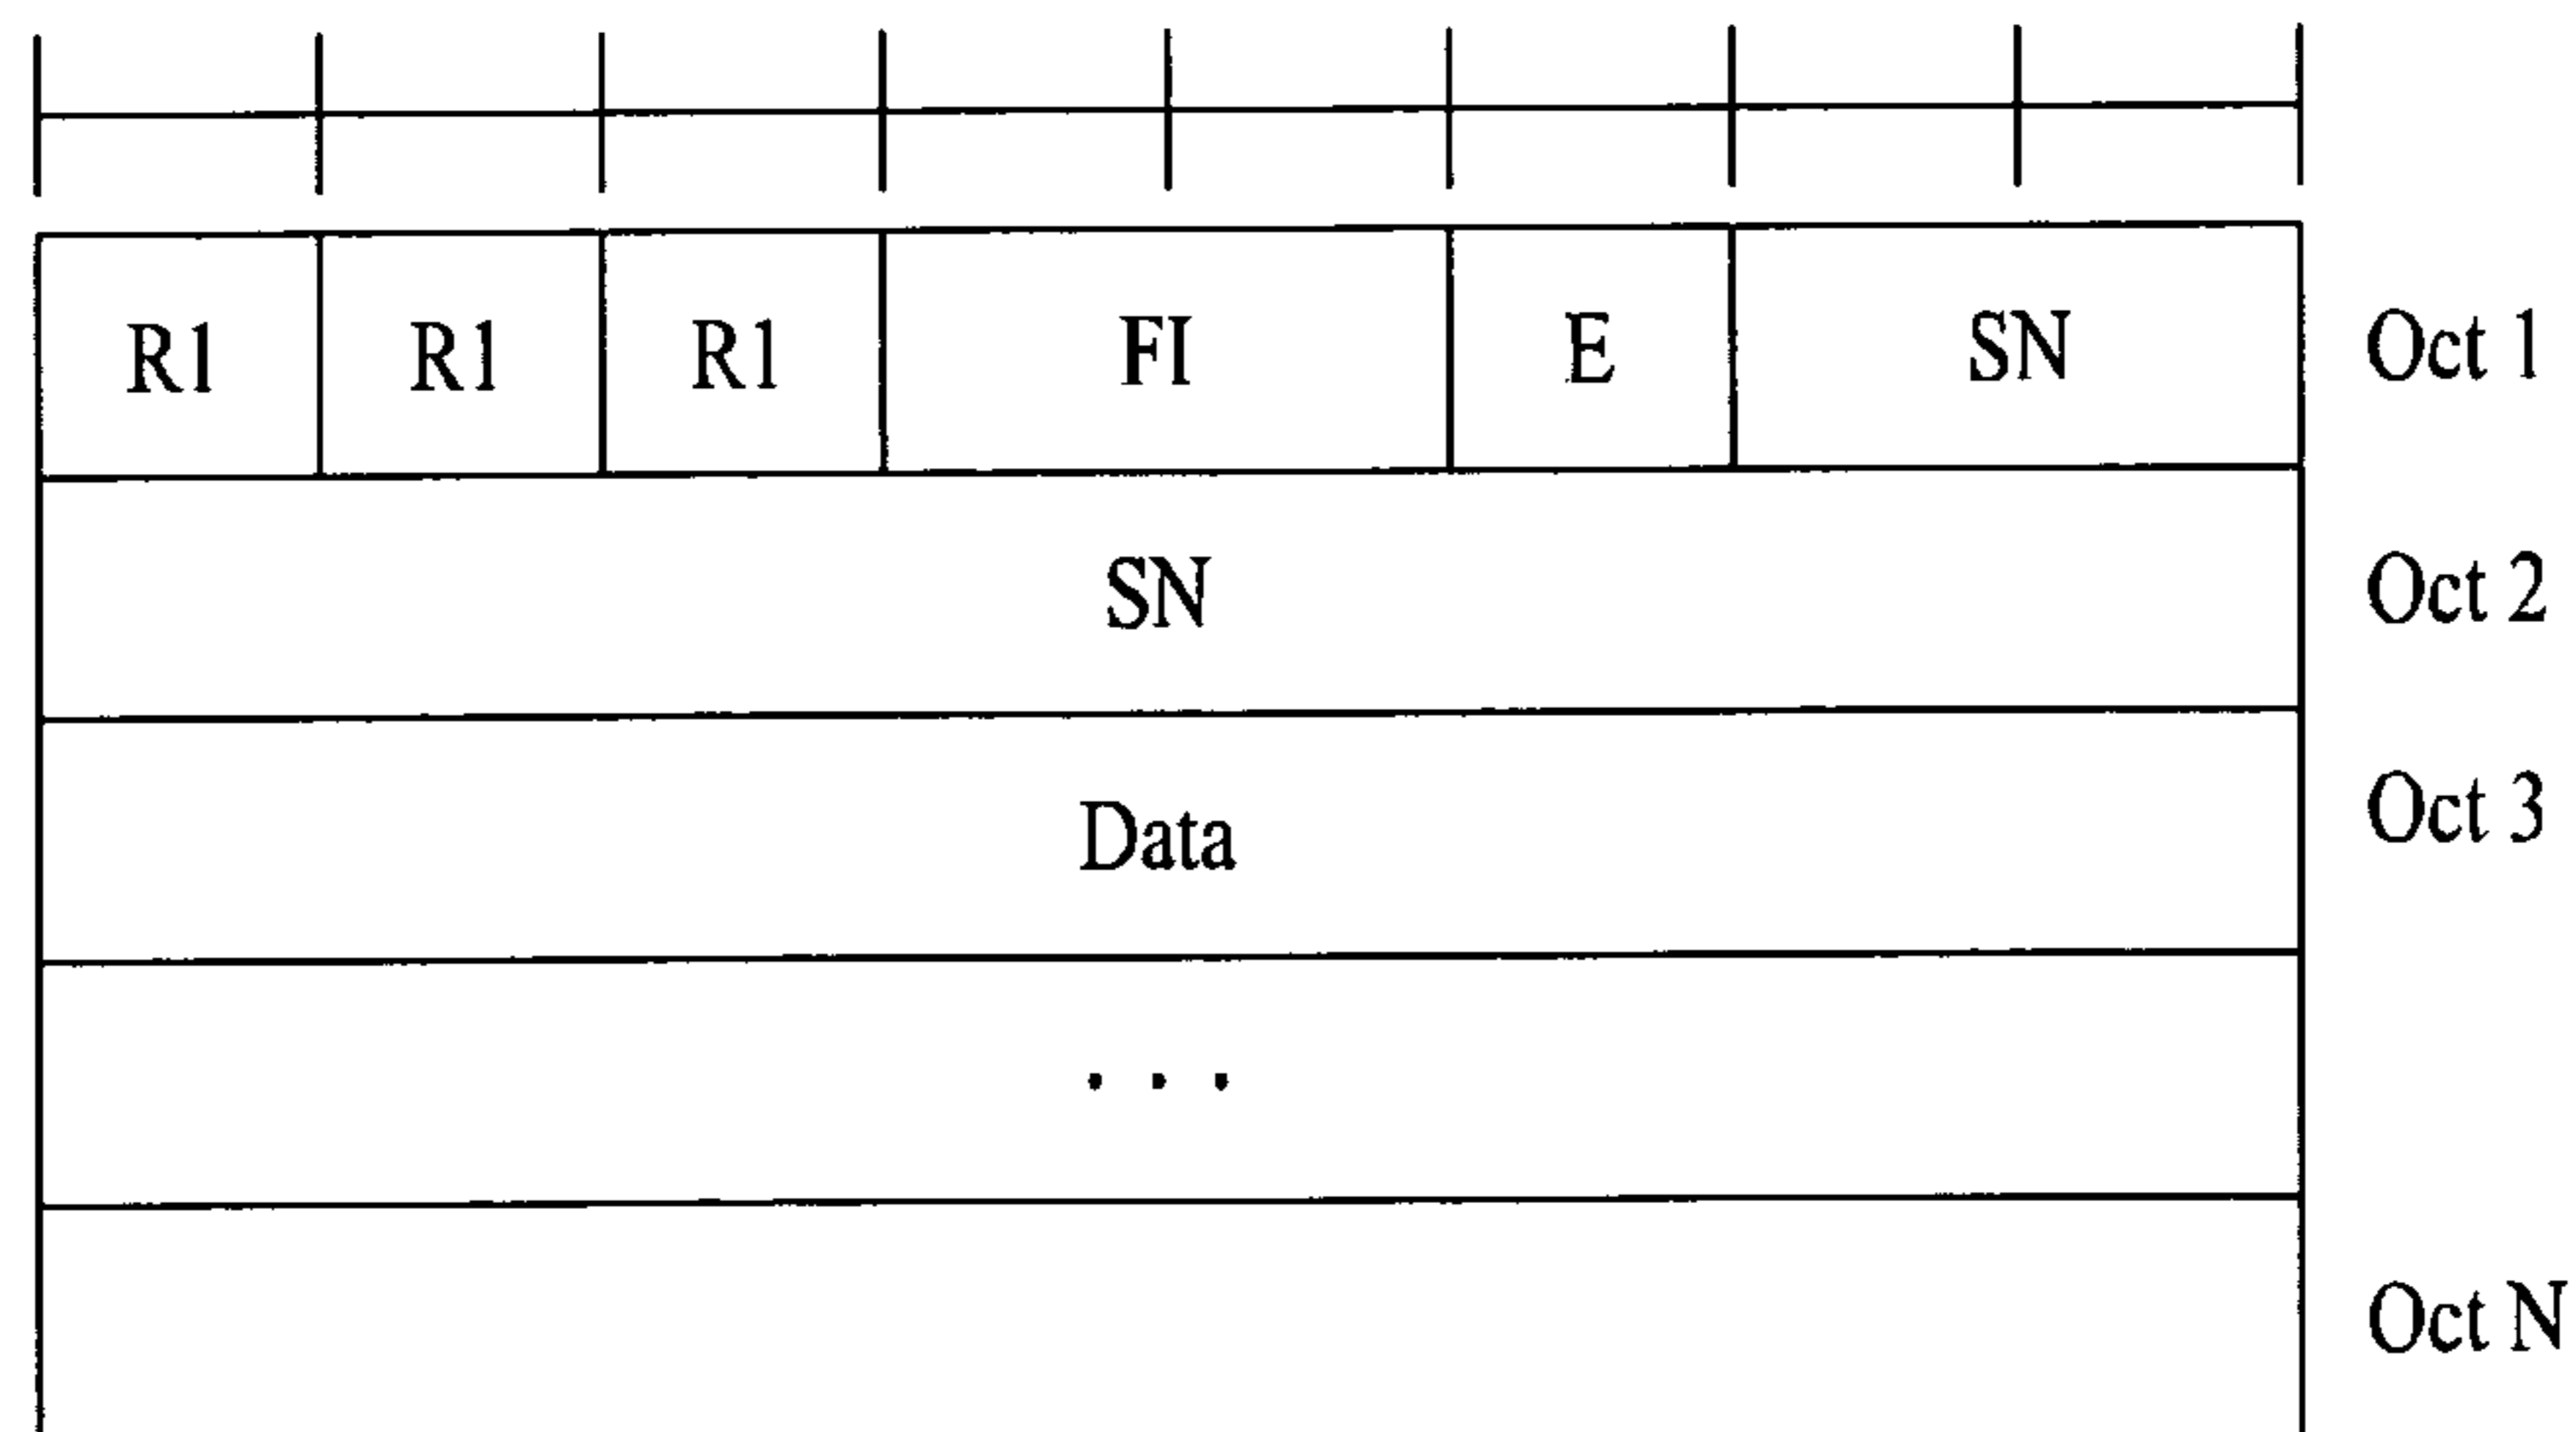 R1 R1 R1 FI E SN Oct 1
SN Oct 2
Data Oct 3
. . .
Oct N